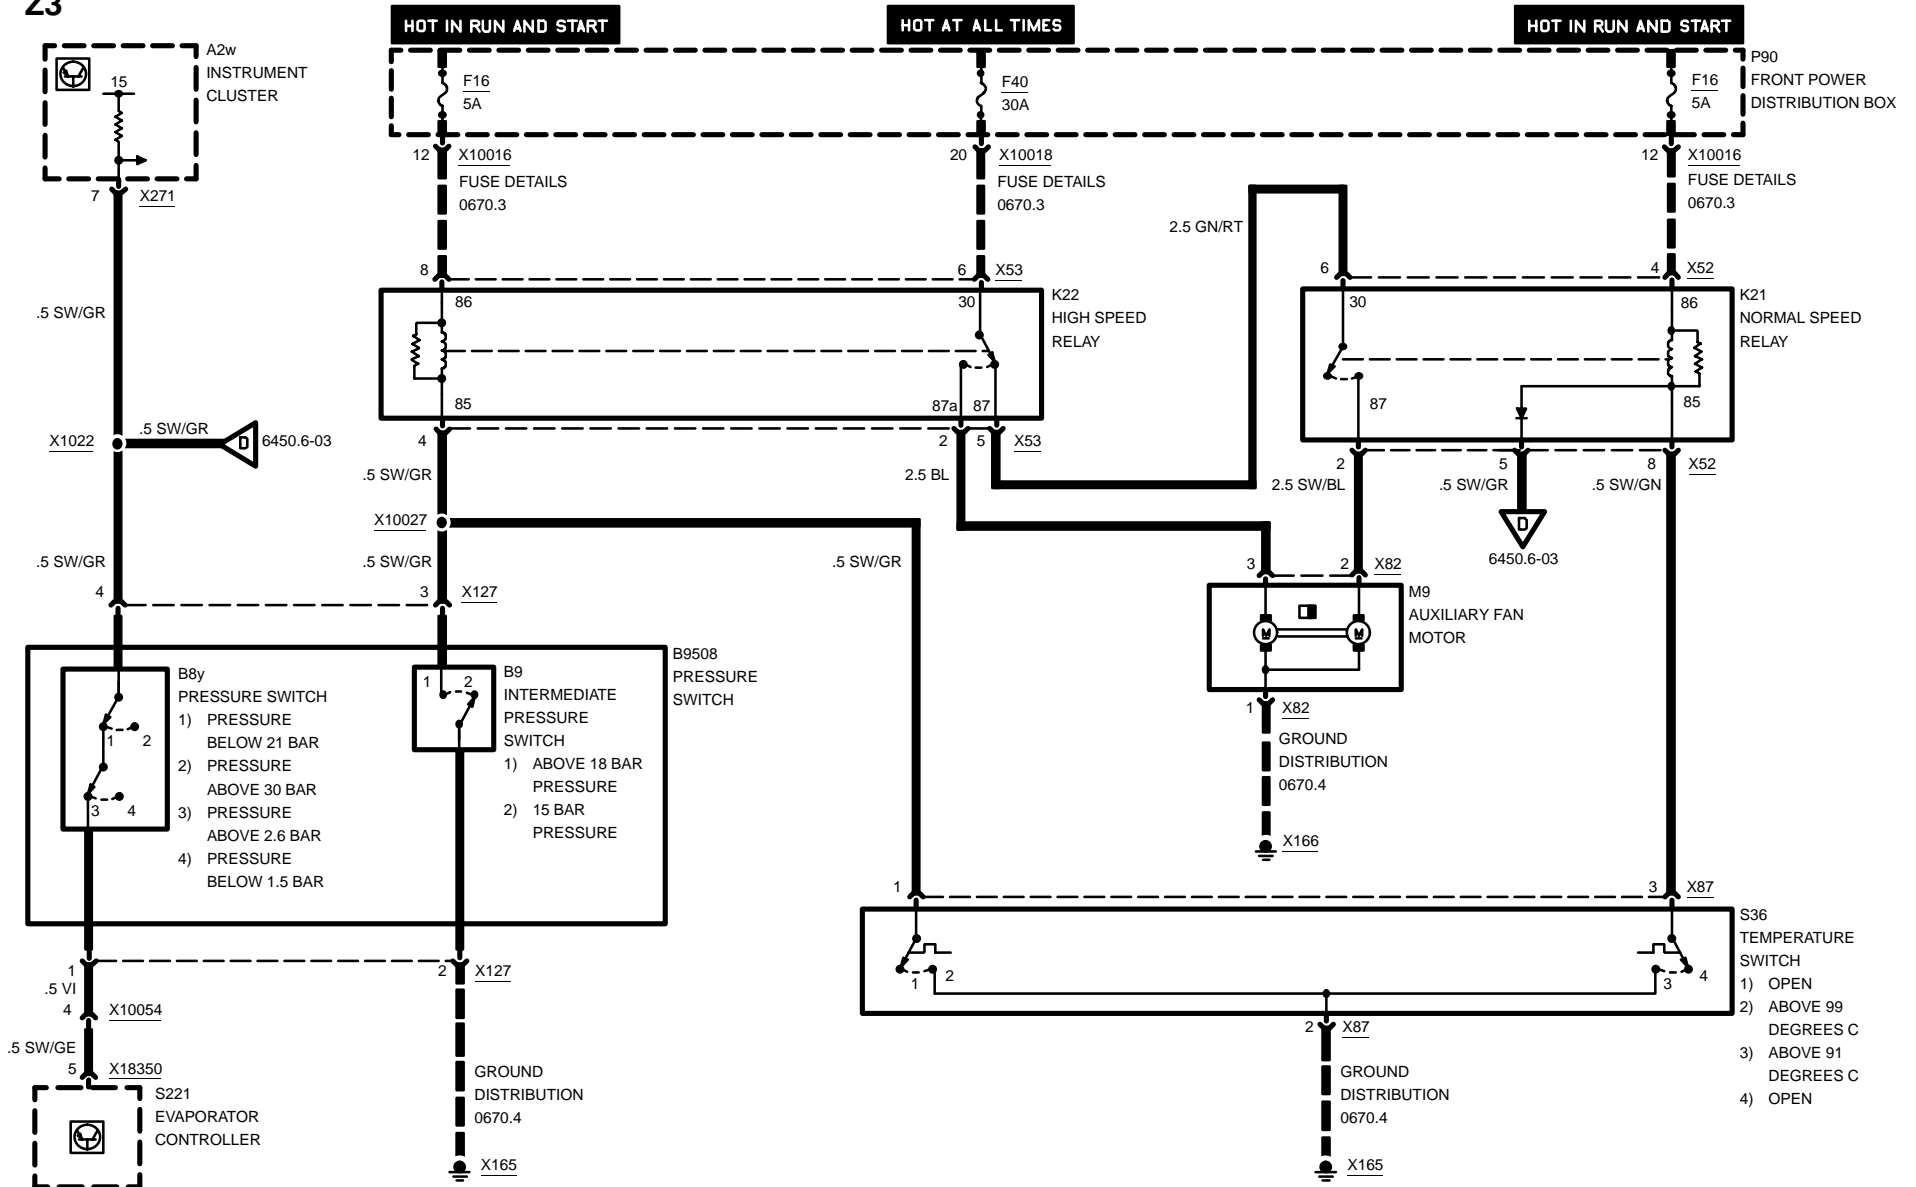 Z3
HOT IN RUN AND START
HOT AT ALL TIMES
HOT IN RUN AND START
A2w
INSTRUMENT
CLUSTER
15
7
X271
F16
5A
F40
30A
F16
5A
P90
FRONT POWER
DISTRIBUTION BOX
12
X10016
FUSE DETAILS
0670.3
20
X10018
FUSE DETAILS
0670.3
12
X10016
FUSE DETAILS
0670.3
2.5 GN/RT
8
6
X53
6
4
X52
86
30
K22
HIGH SPEED
RELAY
30
86
K21
NORMAL SPEED
RELAY
.5 SW/GR
85
87a
87
87
85
X1022
.5 SW/GR
D
6450.6-03
4
2
5
X53
2
5
8
X52
.5 SW/GR
2.5 BL
2.5 SW/BL
.5 SW/GR
.5 SW/GN
X10027
D
6450.6-03
.5 SW/GR
.5 SW/GR
.5 SW/GR
4
3
X127
3
2
X82
M
M
M9
AUXILIARY FAN
MOTOR
1
X82
GROUND
DISTRIBUTION
0670.4
X166
B9508
PRESSURE
SWITCH
B8y
PRESSURE SWITCH
1) PRESSURE
BELOW 21 BAR
2) PRESSURE
ABOVE 30 BAR
3) PRESSURE
ABOVE 2.6 BAR
4) PRESSURE
BELOW 1.5 BAR
1
2
3
4
1
2
B9
INTERMEDIATE
PRESSURE
SWITCH
1) ABOVE 18 BAR
PRESSURE
2) 15 BAR
PRESSURE
1
3
X87
1
2
3
4
S36
TEMPERATURE
SWITCH
1) OPEN
2) ABOVE 99
DEGREES C
3) ABOVE 91
DEGREES C
4) OPEN
1
2
X127
.5 VI
4
X10054
.5 SW/GE
5
X18350
S221
EVAPORATOR
CONTROLLER
GROUND
DISTRIBUTION
0670.4
X165
2
X87
GROUND
DISTRIBUTION
0670.4
X165